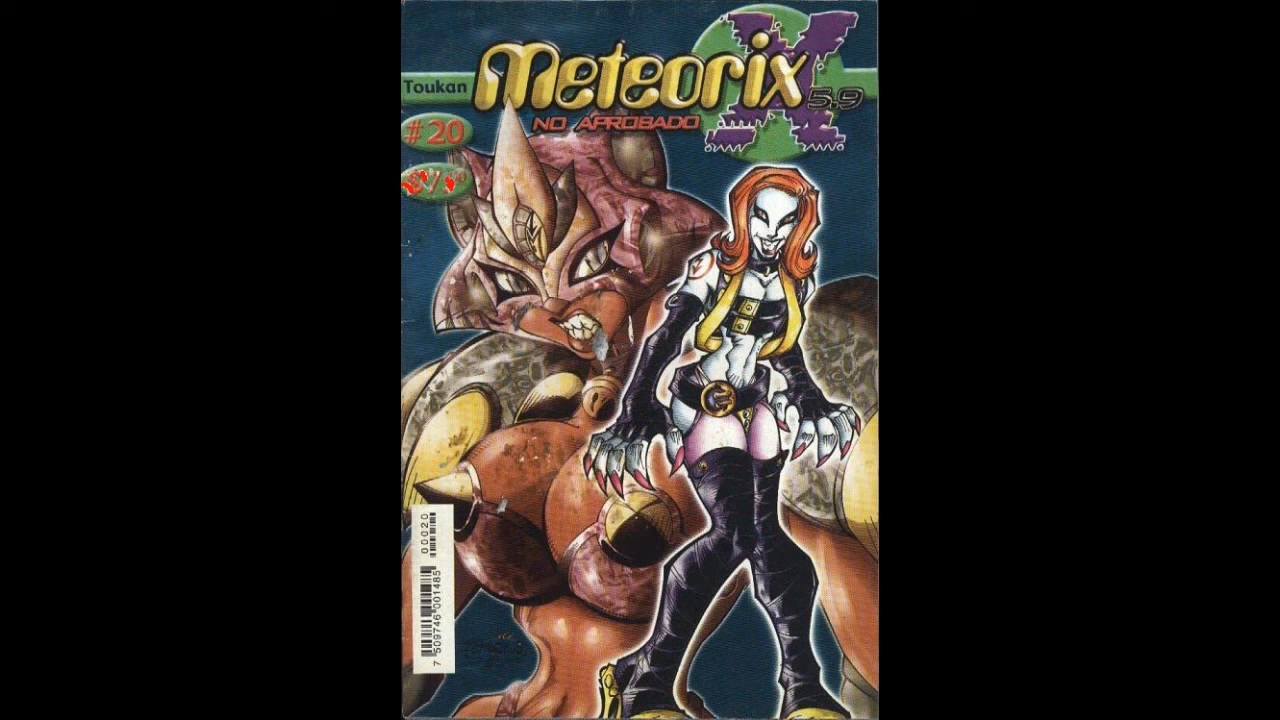 Meteorix
X
5.9
Toukan
NO APROBADO
#20
00020
7 509746 001485